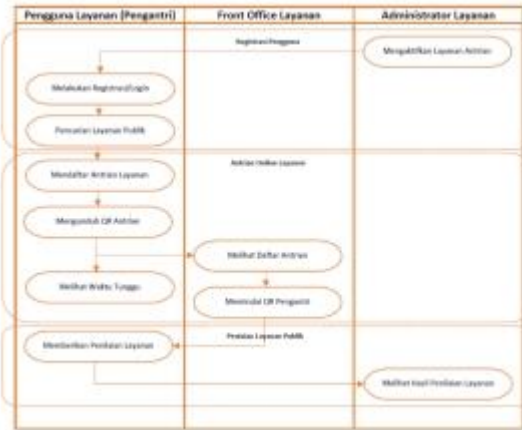 Pengguna Layanan (Pengantri)
Front Office Layanan
Administrator Layanan
Registrasi Pengguna
Mengaktifkan Layanan Antrian
Melakukan Registrasi/Login
Pencarian Layanan Publik
Antrian Online Layanan
Mendaftar Antrian Layanan
Mengunduh QR Antrian
Melihat Daftar Antrian
Melihat Waktu Tunggu
Memindai QR Pengantri
Penilaian Layanan Publik
Memberikan Penilaian Layanan
Melihat Hasil Penilaian Layanan